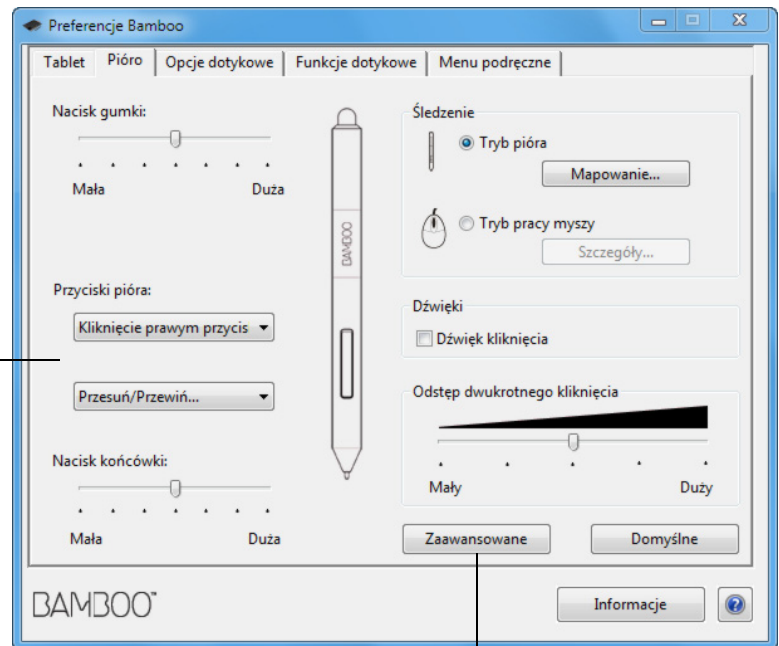 Preferencje Bamboo
Tablet Pióro Opcje dotykowe Funkcje dotykowe Menu podręczne
Nacisk gumki:
Mała Duża
BAMBOO
Przyciski pióra:
Kliknięcie prawym przycis
Przesuń/Przewiń...
Nacisk końcówki:
Mała Duża
Śledzenie
Tryb pióra
Mapowanie...
Tryb pracy myszy
Szczegóły...
Dźwięki
Dźwięk kliknięcia
Odstęp dwukrotnego kliknięcia
Mały Duży
Zaawansowane Domyślne
BAMBOO™ Informacje ?